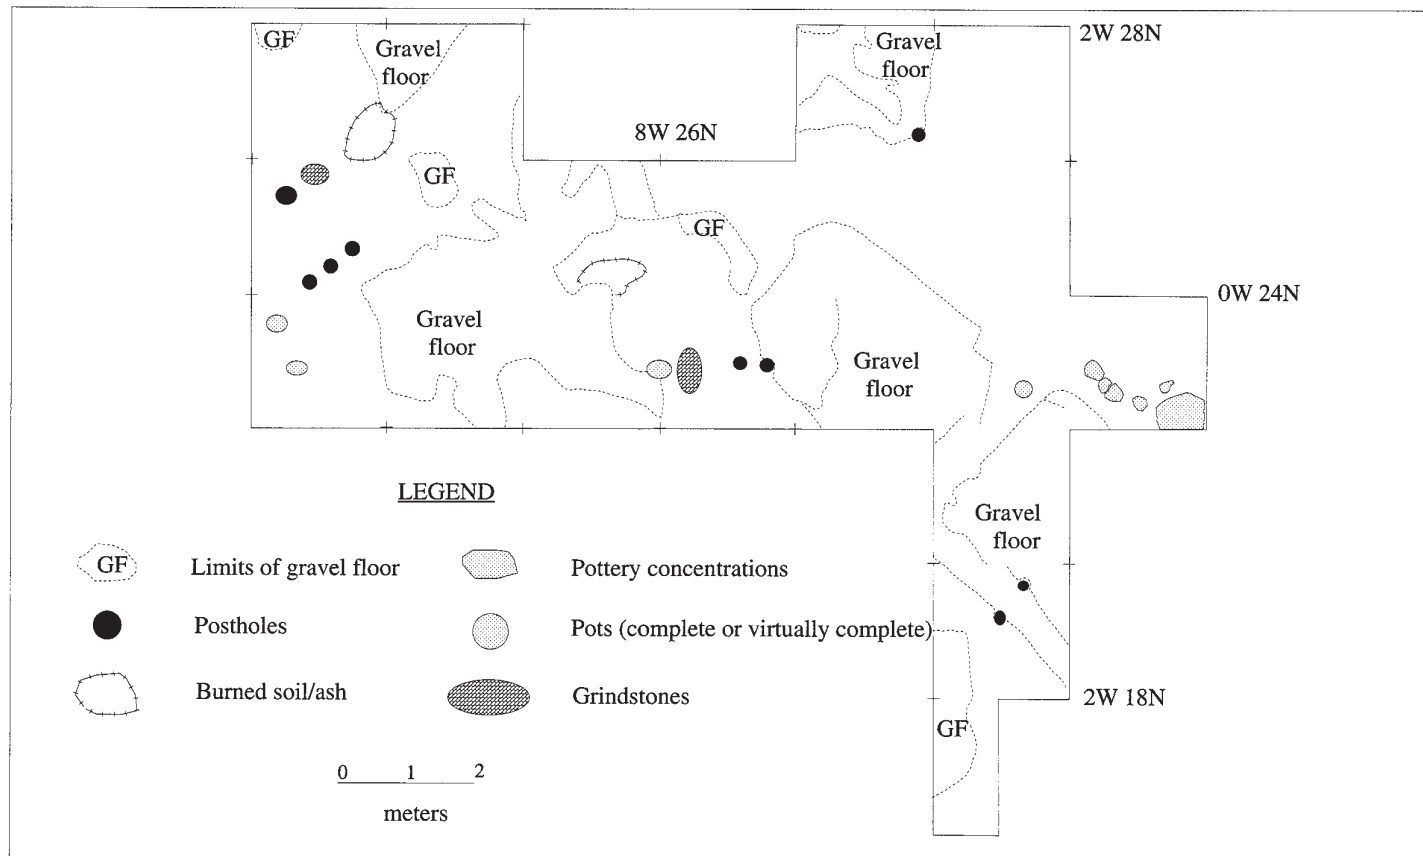 GF
Gravel
floor
Gravel
floor
2W 28N
8W 26N
GF
GF
0W 24N
Gravel
floor
Gravel
floor
LEGEND
Gravel
floor
GF
Limits of gravel floor
Pottery concentrations
Postholes
Pots (complete or virtually complete)
Burned soil/ash
Grindstones
2W 18N
GF
0 1 2
meters